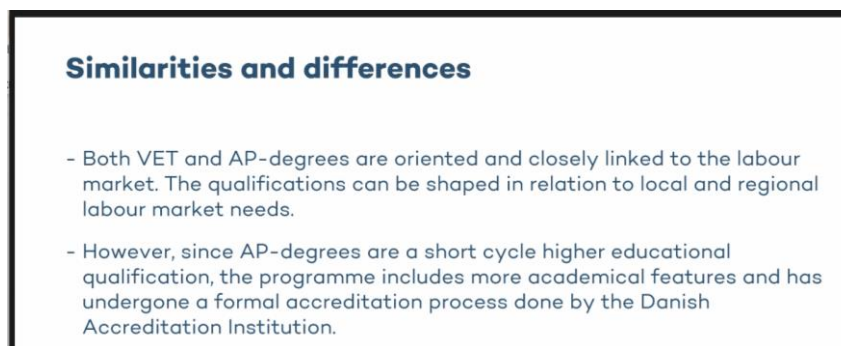 Similarities and differences
- Both VET and AP-degrees are oriented and closely linked to the labour
market. The qualifications can be shaped in relation to local and regional
labour market needs.
- However, since AP-degrees are a short cycle higher educational
qualification, the programme includes more academical features and has
undergone a formal accreditation process done by the Danish
Accreditation Institution.